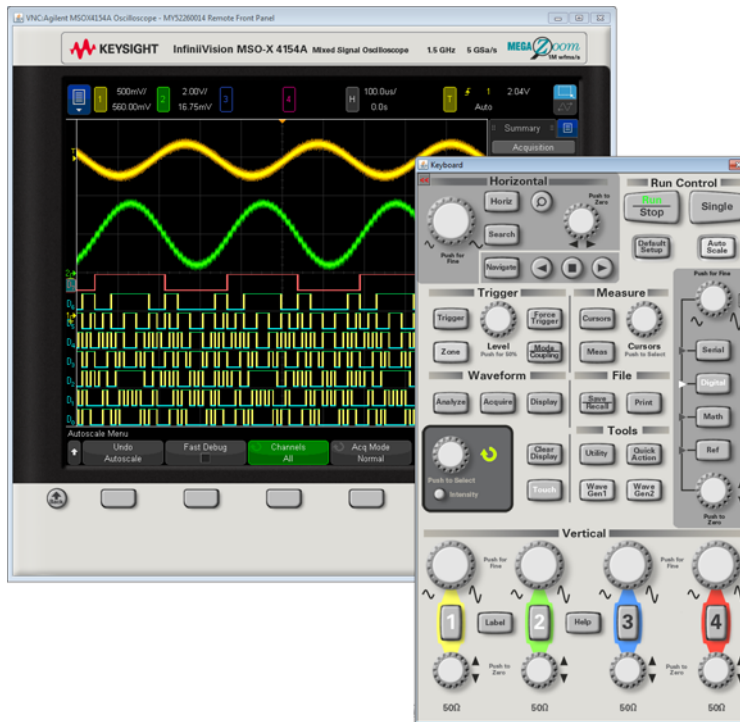 VNC:Agilent MSOX4154A Oscilloscope - MY52260014 Remote Front Panel
KEYSIGHT InfiniiVision MSO-X 4154A Mixed Signal Oscilloscope 1.5 GHz 5 GSa/s MEGA Zoom
1M wfms/s
1 500mV/ 2 2.00V/ 3 4 H 100.0us/ T 1 2.04V
560.00mV 16.75mV 0.0s Auto
Summary
Acquisition
Autoscale Menu
Undo
Autoscale
Fast Debug
Channels
All
Acq Mode
Normal
Keyboard
Horizontal
Horiz
Push to
Zero
Search
Push for
Fine
Navigate
Run Control
Run
Stop
Single
Default
Setup
Auto
Scale
Trigger
Trigger
Force
Trigger
Level
Push for 50%
Zone
Mode
Coupling
Measure
Cursors
Cursors
Push to Select
Meas
Push for Fine
Serial
Digital
Math
Ref
Push to
Zero
Waveform
Analyze
Acquire
Display
File
Save
Recall
Print
Push to Select
Intensity
Clear
Display
Touch
Tools
Utility
Quick
Action
Wave
Gen1
Wave
Gen2
Vertical
Push for
Fine
Push for
Fine
1 Label 2 Help 3 4
Push to
Zero
Push to
Zero
50Ω 50Ω 50Ω 50Ω